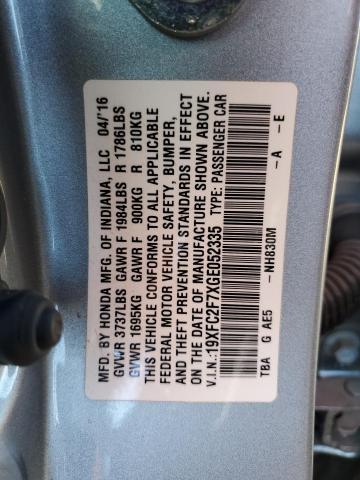 MFD. BY HONDA MFG. OF INDIANA, LLC 04/'16
GVWR 3737LBS GAWR F 1984LBS R 1786LBS
GVWR 1695KG GAWR F 900KG R 810KG
THIS VEHICLE CONFORMS TO ALL APPLICABLE
FEDERAL MOTOR VEHICLE SAFETY, BUMPER,
AND THEFT PREVENTION STANDARDS IN EFFECT
ON THE DATE OF MANUFACTURE SHOWN ABOVE.
V.I.N.:19XFC2F7XGE052335 TYPE: PASSENGER CAR
TBA G AE5 -NH830M -A -E